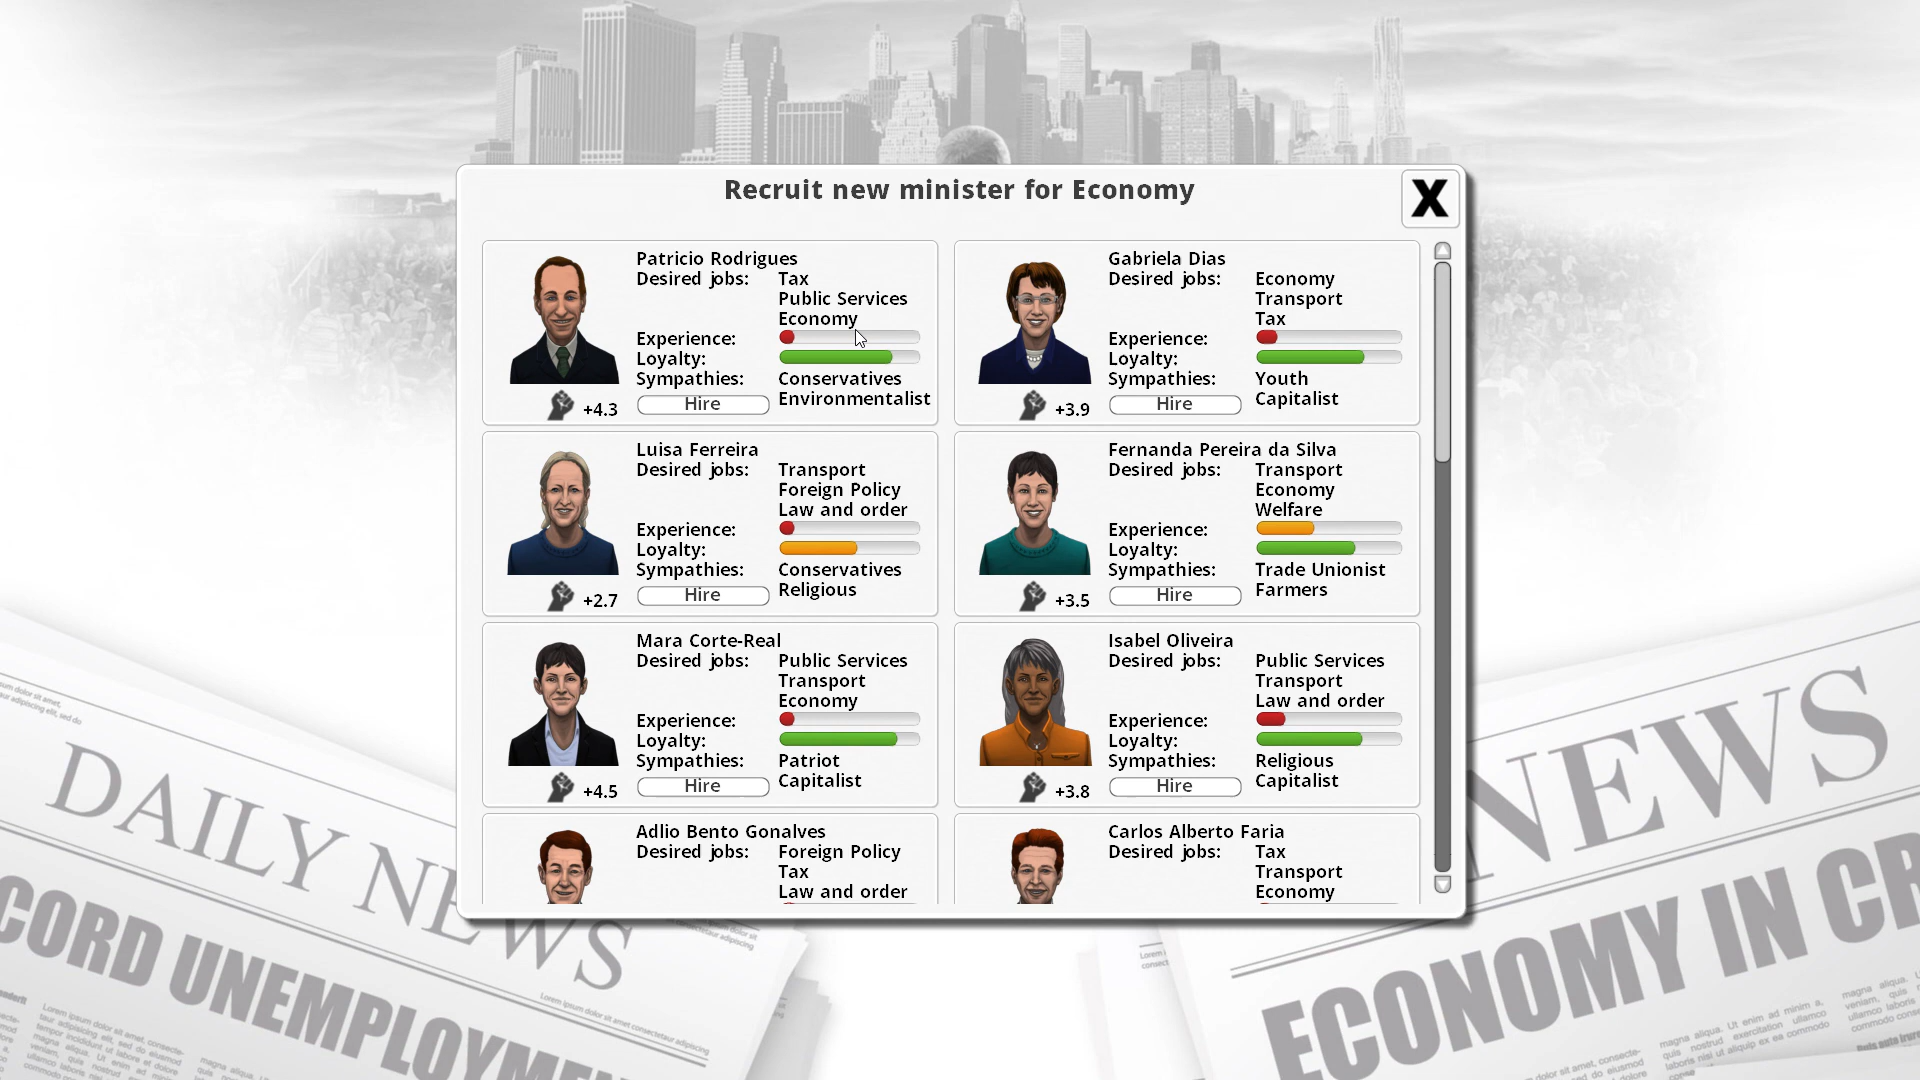 Recruit new minister for Economy
X
Patricio Rodrigues
Desired jobs: Tax
Public Services
Economy
Experience:
Loyalty:
Sympathies: Conservatives
Environmentalist
+4.3
Hire
Gabriela Dias
Desired jobs: Economy
Transport
Tax
Experience:
Loyalty:
Sympathies: Youth
Capitalist
+3.9
Hire
Luisa Ferreira
Desired jobs: Transport
Foreign Policy
Law and order
Experience:
Loyalty:
Sympathies: Conservatives
Religious
+2.7
Hire
Fernanda Pereira da Silva
Desired jobs: Transport
Economy
Welfare
Experience:
Loyalty:
Sympathies: Trade Unionist
Farmers
+3.5
Hire
Mara Corte-Real
Desired jobs: Public Services
Transport
Economy
Experience:
Loyalty:
Sympathies: Patriot
Capitalist
+4.5
Hire
Isabel Oliveira
Desired jobs: Public Services
Transport
Law and order
Experience:
Loyalty:
Sympathies: Religious
Capitalist
+3.8
Hire
Adlio Bento Gonalves
Desired jobs: Foreign Policy
Tax
Law and order
Carlos Alberto Faria
Desired jobs: Tax
Transport
Economy
DAILY NEWS
CORD UNEMPLOYME
NEWS
ECONOMY IN CR